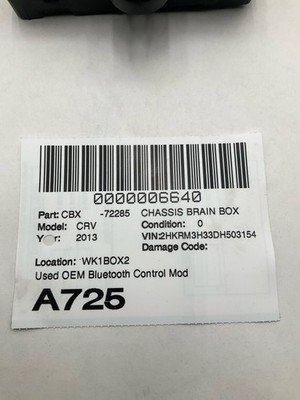 0000006640
Part: CBX -72285 CHASSIS BRAIN BOX
Model: CRV Condition: 0
Year: 2013 VIN:2HKRM3H33DH503154
Damage Code:
Location: WK1BOX2
Used OEM Bluetooth Control Mod
A725